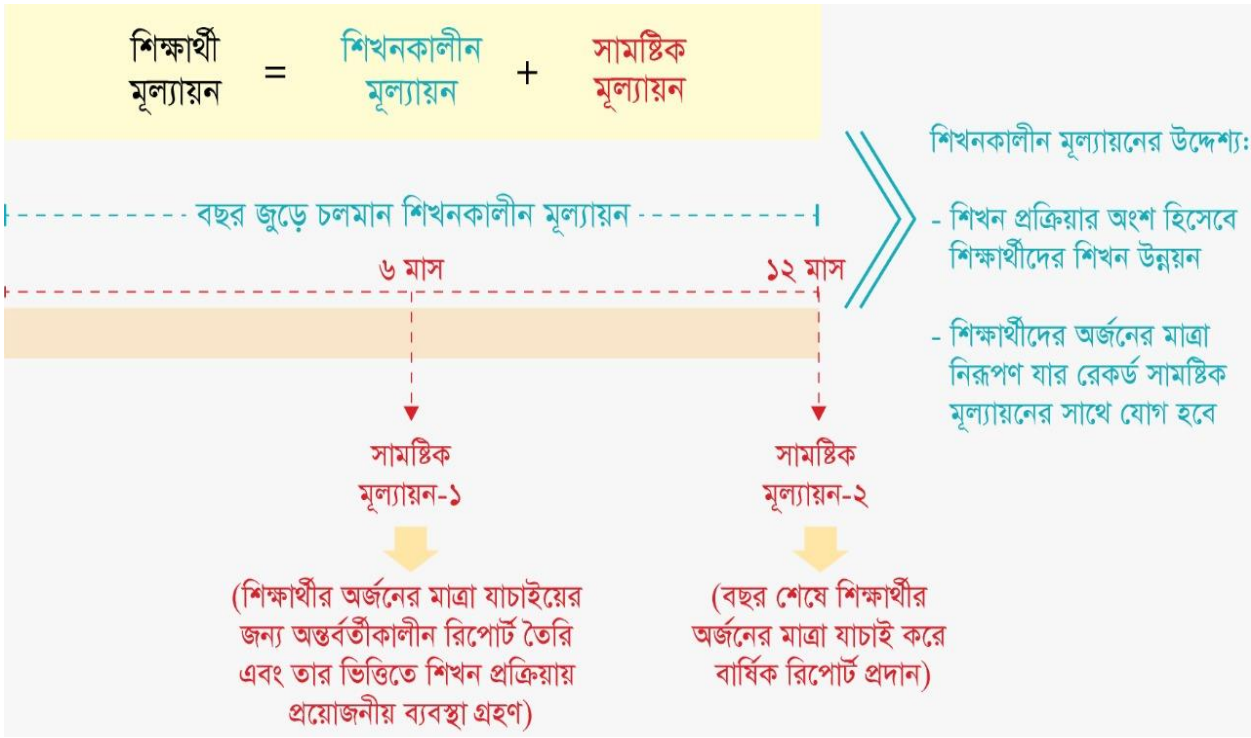 শিক্ষার্থী মূল্যায়ন = শিখনকালীন মূল্যায়ন + সামষ্টিক মূল্যায়ন
বছর জুড়ে চলমান শিখনকালীন মূল্যায়ন
৬ মাস
১২ মাস
শিখনকালীন মূল্যায়নের উদ্দেশ্য:
- শিখন প্রক্রিয়ার অংশ হিসেবে
শিক্ষার্থীদের শিখন উন্নয়ন
- শিক্ষার্থীদের অর্জনের মাত্রা
নিরূপণ যার রেকর্ড সামষ্টিক
মূল্যায়নের সাথে যোগ হবে
সামষ্টিক
মূল্যায়ন-১
(শিক্ষার্থীর অর্জনের মাত্রা যাচাইয়ের
জন্য অন্তর্বর্তীকালীন রিপোর্ট তৈরি
এবং তার ভিত্তিতে শিখন প্রক্রিয়ায়
প্রয়োজনীয় ব্যবস্থা গ্রহণ)
সামষ্টিক
মূল্যায়ন-২
(বছর শেষে শিক্ষার্থীর
অর্জনের মাত্রা যাচাই করে
বার্ষিক রিপোর্ট প্রদান)